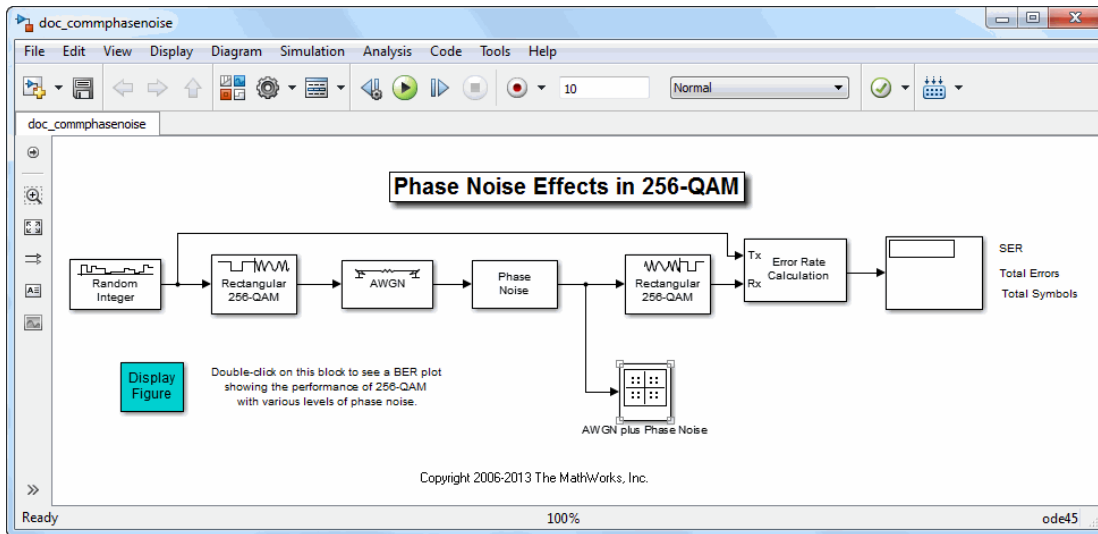 doc_commphasenoise
File Edit View Display Diagram Simulation Analysis Code Tools Help
10 Normal
doc_commphasenoise
Phase Noise Effects in 256-QAM
Random
Integer
Rectangular
256-QAM
AWGN
Phase
Noise
Rectangular
256-QAM
Tx
Rx
Error Rate
Calculation
SER
Total Errors
Total Symbols
Display
Figure
Double-click on this block to see a BER plot
showing the performance of 256-QAM
with various levels of phase noise.
AWGN plus Phase Noise
Copyright 2006-2013 The MathWorks, Inc.
Ready 100% ode45